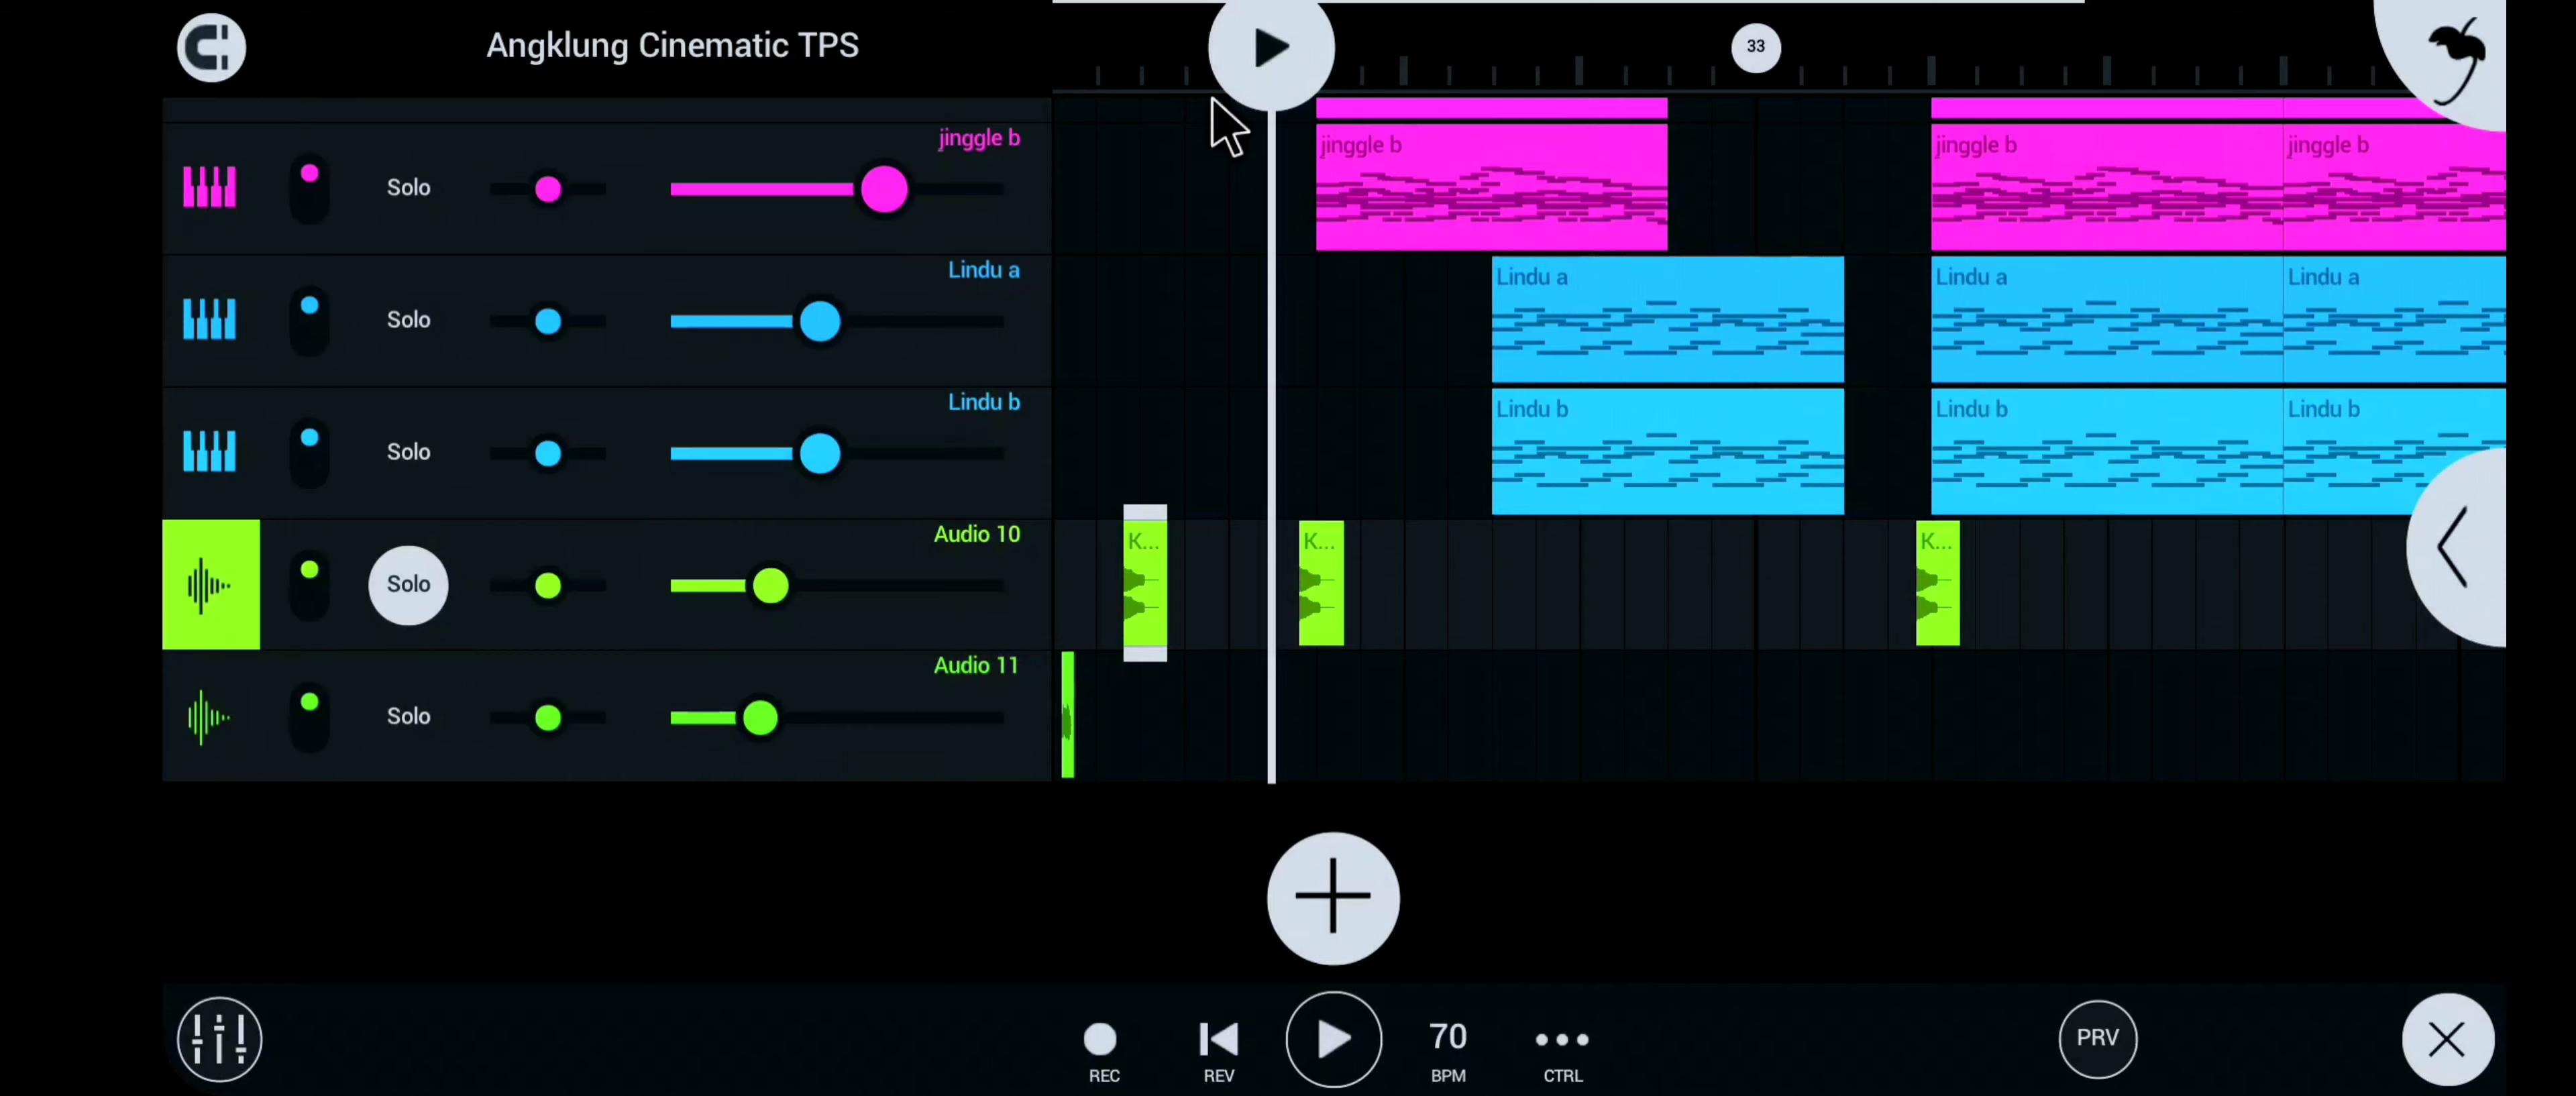 Angklung Cinematic TPS
33
jinggle b
Solo
jinggle b
jinggle b
jinggle b
Lindu a
Solo
Lindu a
Lindu a
Lindu a
Lindu b
Solo
Lindu b
Lindu b
Lindu b
Audio 10
Solo
K...
K...
K...
Audio 11
Solo
70
PRV
REC
REV
BPM
CTRL